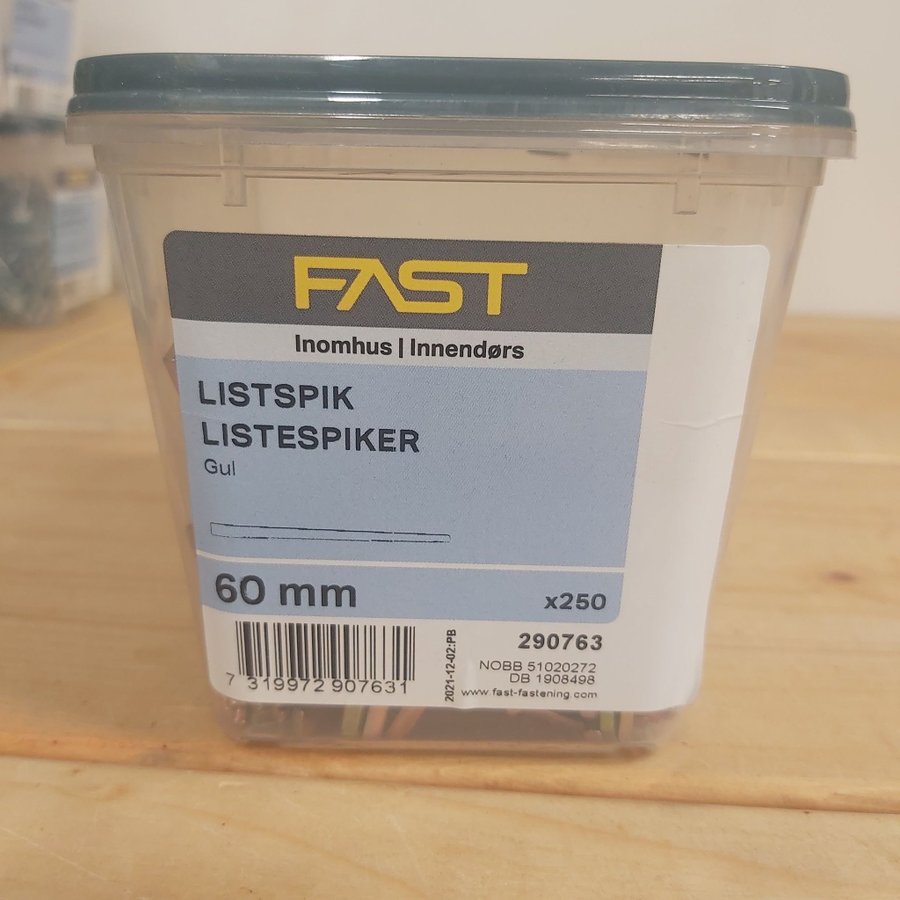 FAST
Inomhus | Innendørs
LISTSPIK
LISTESPIKER
Gul
60 mm
x250
290763
NOBB 51020272
DB 1908498
www.fast-fastening.com
2021-12-02:PB
7 319972 907631